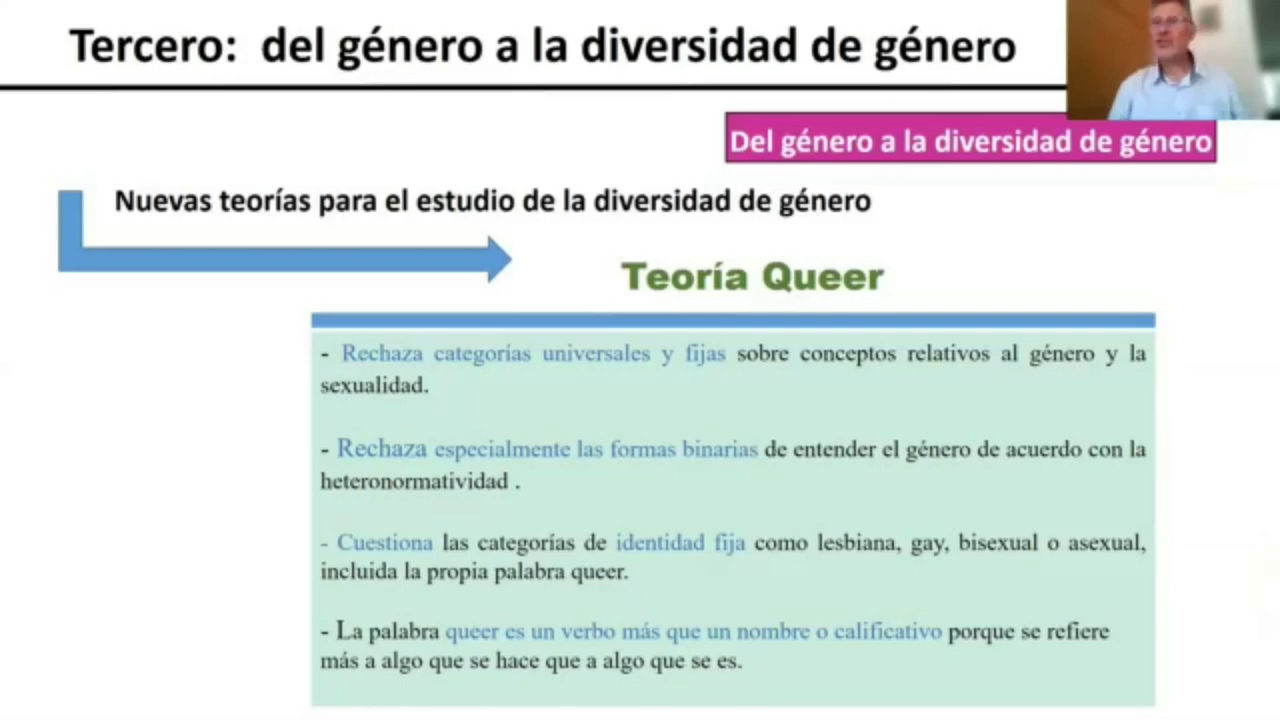 Tercero: del género a la diversidad de género
Del género a la diversidad de género
Nuevas teorías para el estudio de la diversidad de género
Teoría Queer
- Rechaza categorías universales y fijas sobre conceptos relativos al género y la
sexualidad.
- Rechaza especialmente las formas binarias de entender el género de acuerdo con la
heteronormatividad .
- Cuestiona las categorías de identidad fija como lesbiana, gay, bisexual o asexual,
incluida la propia palabra queer.
- La palabra queer es un verbo más que un nombre o calificativo porque se refiere
más a algo que se hace que a algo que se es.